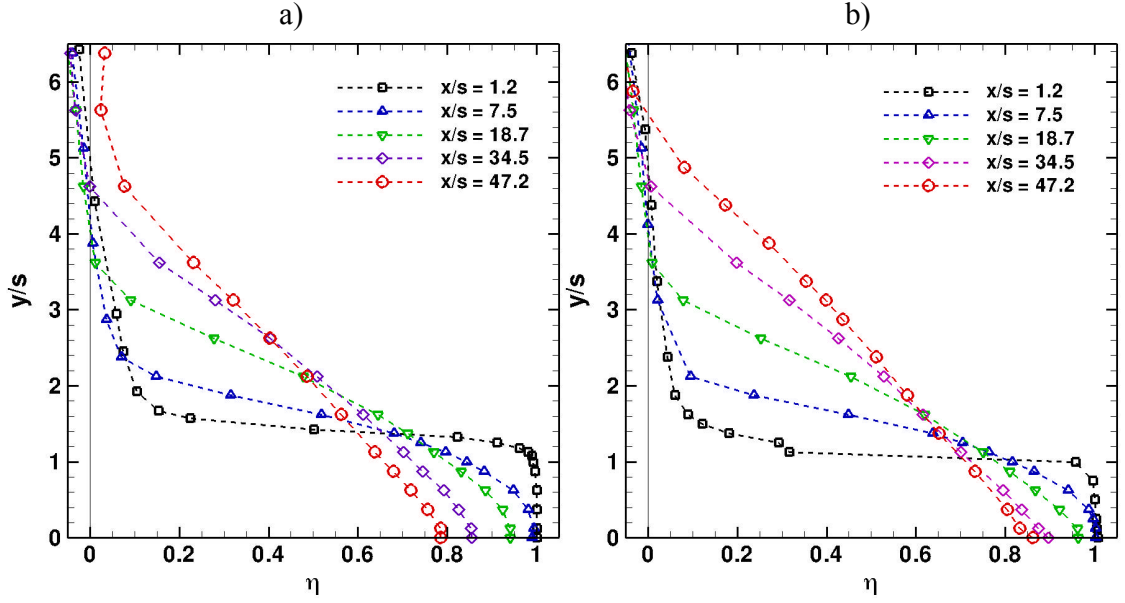 a)
b)
6
5
4
3
2
1
0
y/s
0
0.2
0.4
0.6
0.8
1
η
x/s = 1.2
x/s = 7.5
x/s = 18.7
x/s = 34.5
x/s = 47.2
6
5
4
3
2
1
0
y/s
0
0.2
0.4
0.6
0.8
1
η
x/s = 1.2
x/s = 7.5
x/s = 18.7
x/s = 34.5
x/s = 47.2